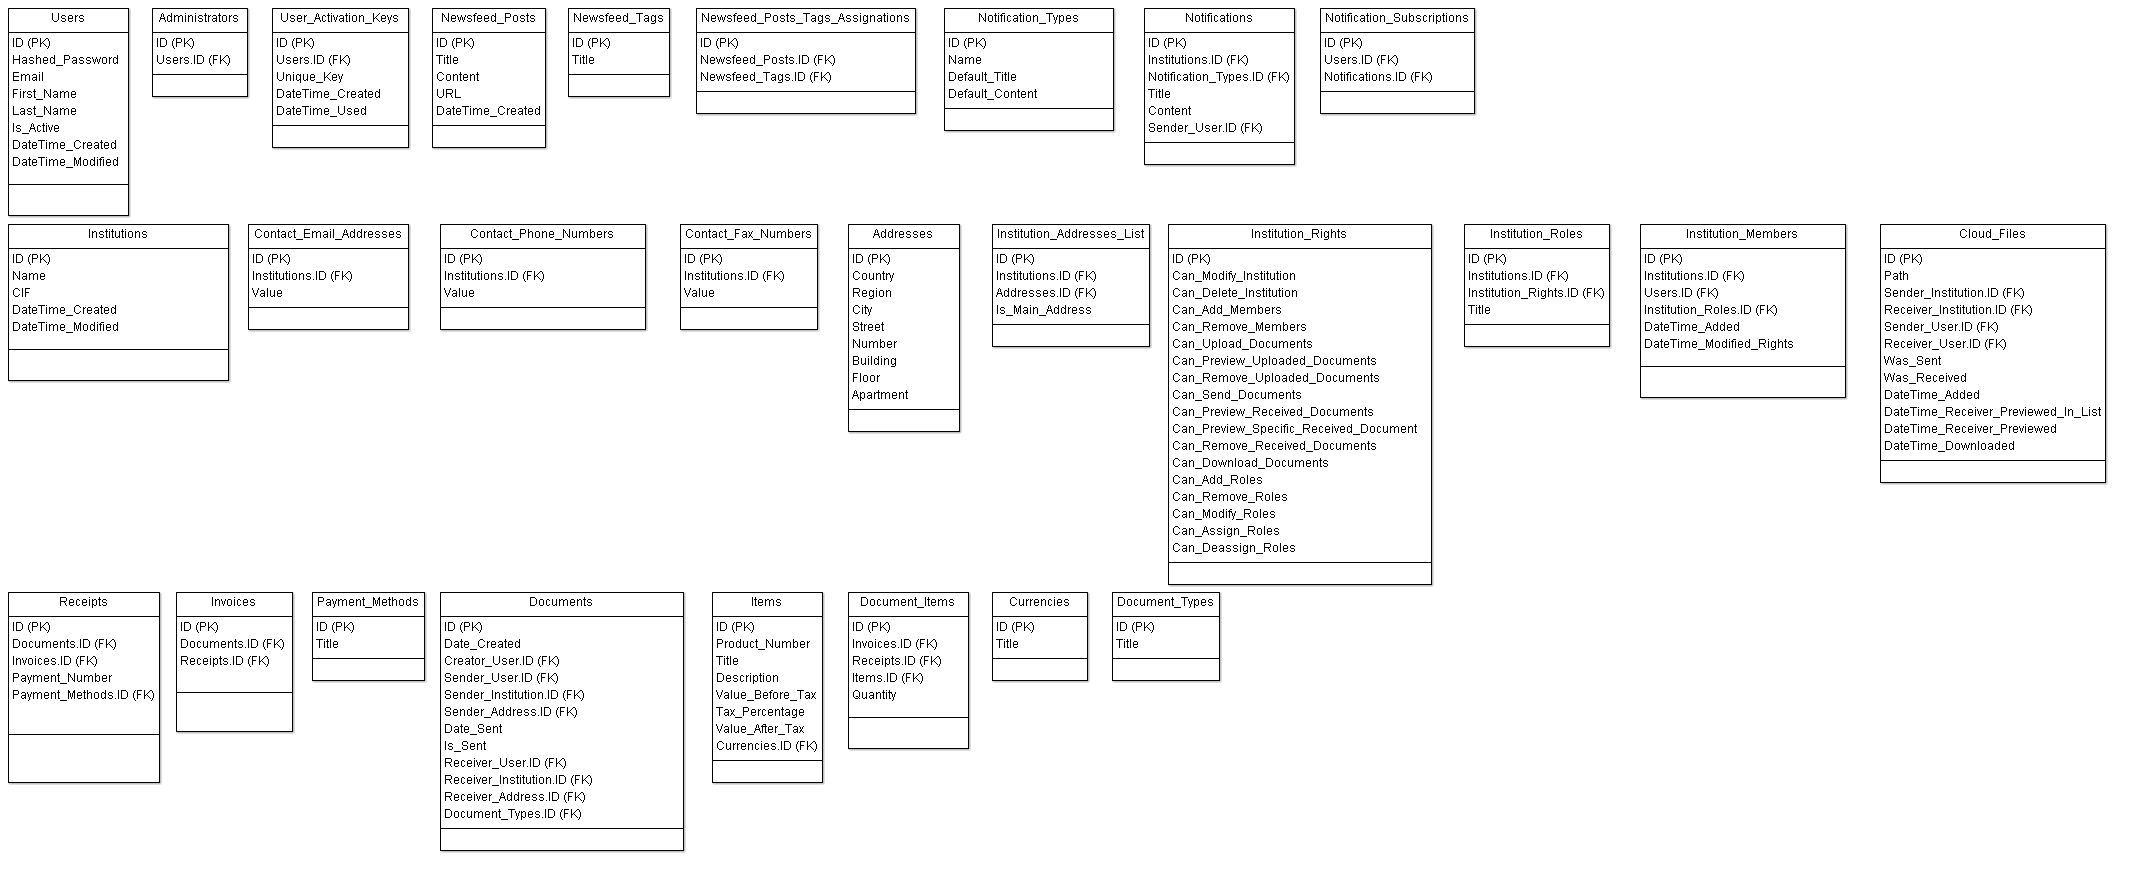 Users
ID (PK)
Hashed_Password
Email
First_Name
Last_Name
Is_Active
DateTime_Created
DateTime_Modified
Administrators
ID (PK)
Users.ID (FK)
User_Activation_Keys
ID (PK)
Users.ID (FK)
Unique_Key
DateTime_Created
DateTime_Used
Newsfeed_Posts
ID (PK)
Title
Content
URL
DateTime_Created
Newsfeed_Tags
ID (PK)
Title
Newsfeed_Posts_Tags_Assignations
ID (PK)
Newsfeed_Posts.ID (FK)
Newsfeed_Tags.ID (FK)
Notification_Types
ID (PK)
Name
Default_Title
Default_Content
Notifications
ID (PK)
Institutions.ID (FK)
Notification_Types.ID (FK)
Title
Content
Sender_User.ID (FK)
Notification_Subscriptions
ID (PK)
Users.ID (FK)
Notifications.ID (FK)
Institutions
ID (PK)
Name
CIF
DateTime_Created
DateTime_Modified
Contact_Email_Addresses
ID (PK)
Institutions.ID (FK)
Value
Contact_Phone_Numbers
ID (PK)
Institutions.ID (FK)
Value
Contact_Fax_Numbers
ID (PK)
Institutions.ID (FK)
Value
Addresses
ID (PK)
Country
Region
City
Street
Number
Building
Floor
Apartment
Institution_Addresses_List
ID (PK)
Institutions.ID (FK)
Addresses.ID (FK)
Is_Main_Address
Institution_Rights
ID (PK)
Can_Modify_Institution
Can_Delete_Institution
Can_Add_Members
Can_Remove_Members
Can_Upload_Documents
Can_Preview_Uploaded_Documents
Can_Remove_Uploaded_Documents
Can_Send_Documents
Can_Preview_Received_Documents
Can_Preview_Specific_Received_Document
Can_Remove_Received_Documents
Can_Download_Documents
Can_Add_Roles
Can_Remove_Roles
Can_Modify_Roles
Can_Assign_Roles
Can_Deassign_Roles
Institution_Roles
ID (PK)
Institutions.ID (FK)
Institution_Rights.ID (FK)
Title
Institution_Members
ID (PK)
Institutions.ID (FK)
Users.ID (FK)
Institution_Roles.ID (FK)
DateTime_Added
DateTime_Modified_Rights
Cloud_Files
ID (PK)
Path
Sender_Institution.ID (FK)
Receiver_Institution.ID (FK)
Sender_User.ID (FK)
Receiver_User.ID (FK)
Was_Sent
Was_Received
DateTime_Added
DateTime_Receiver_Previewed_In_List
DateTime_Receiver_Previewed
DateTime_Downloaded
Receipts
ID (PK)
Documents.ID (FK)
Invoices.ID (FK)
Payment_Number
Payment_Methods.ID (FK)
Invoices
ID (PK)
Documents.ID (FK)
Receipts.ID (FK)
Payment_Methods
ID (PK)
Title
Documents
ID (PK)
Date_Created
Creator_User.ID (FK)
Sender_User.ID (FK)
Sender_Institution.ID (FK)
Sender_Address.ID (FK)
Date_Sent
Is_Sent
Receiver_User.ID (FK)
Receiver_Institution.ID (FK)
Receiver_Address.ID (FK)
Document_Types.ID (FK)
Items
ID (PK)
Product_Number
Title
Description
Value_Before_Tax
Tax_Percentage
Value_After_Tax
Currencies.ID (FK)
Document_Items
ID (PK)
Invoices.ID (FK)
Receipts.ID (FK)
Items.ID (FK)
Quantity
Currencies
ID (PK)
Title
Document_Types
ID (PK)
Title